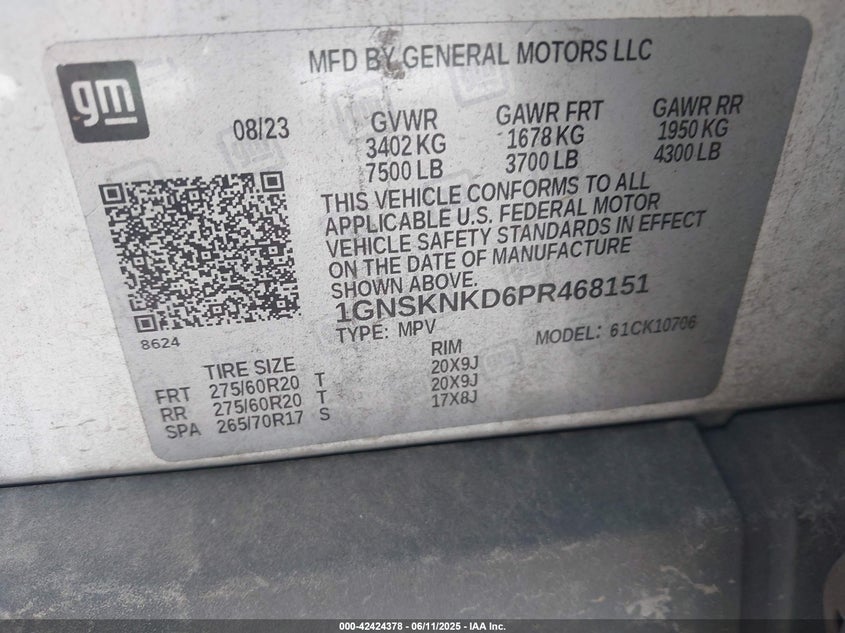 MFD BY GENERAL MOTORS LLC
gm
08/23
GVWR
3402 KG
7500 LB
GAWR FRT
1678 KG
3700 LB
GAWR RR
1950 KG
4300 LB
THIS VEHICLE CONFORMS TO ALL
APPLICABLE U.S. FEDERAL MOTOR
VEHICLE SAFETY STANDARDS IN EFFECT
ON THE DATE OF MANUFACTURE
SHOWN ABOVE.
1GNSKNKD6PR468151
TYPE: MPV
MODEL: 61CK10706
8624
TIRE SIZE
RIM
FRT 275/60R20 T 20X9J
RR 275/60R20 T 20X9J
SPA 265/70R17 S 17X8J
000-42424378 - 06/11/2025 - IAA Inc.